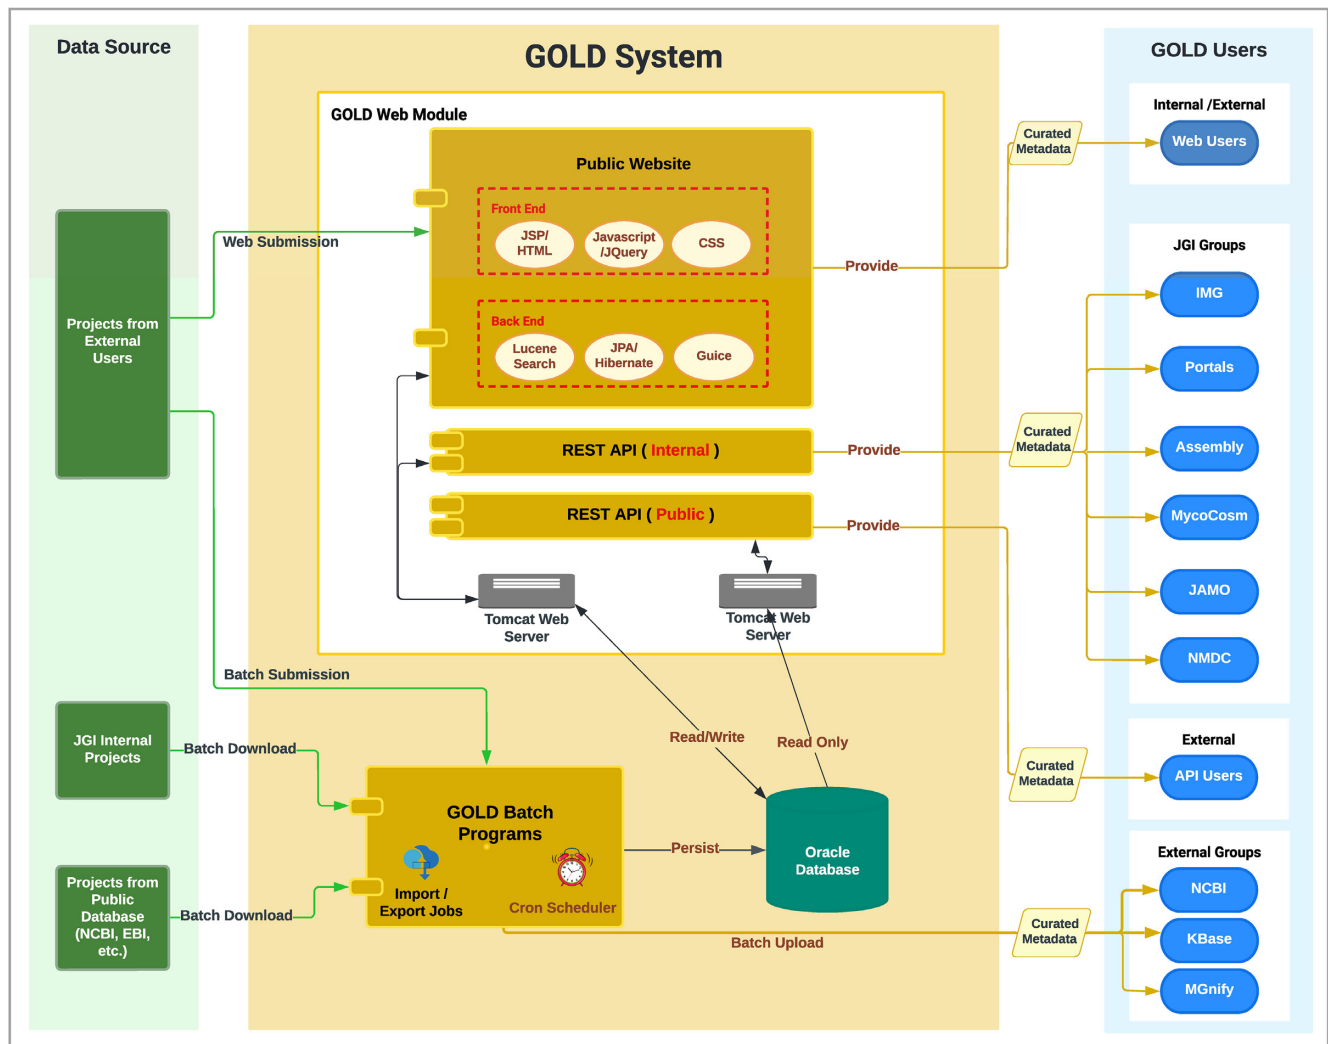 Data Source
GOLD System
GOLD Users
GOLD Web Module
Public Website
Front End
JSP/
HTML
Javascript
/JQuery
CSS
Back End
Lucene
Search
JPA/
Hibernate
Guice
REST API ( Internal )
REST API ( Public )
Tomcat Web
Server
Tomcat Web
Server
Projects from
External
Users
Web Submission
Batch Submission
JGI Internal
Projects
Batch Download
Projects from
Public
Database
(NCBI, EBI,
etc.)
Batch Download
GOLD Batch
Programs
Import /
Export Jobs
Cron Scheduler
Read/Write
Read Only
Persist
Oracle
Database
Batch Upload
Provide
Provide
Provide
Curated
Metadata
Curated
Metadata
Curated
Metadata
Curated
Metadata
Internal /External
Web Users
JGI Groups
IMG
Portals
Assembly
MycoCosm
JAMO
NMDC
External
API Users
External Groups
NCBI
KBase
MGnify